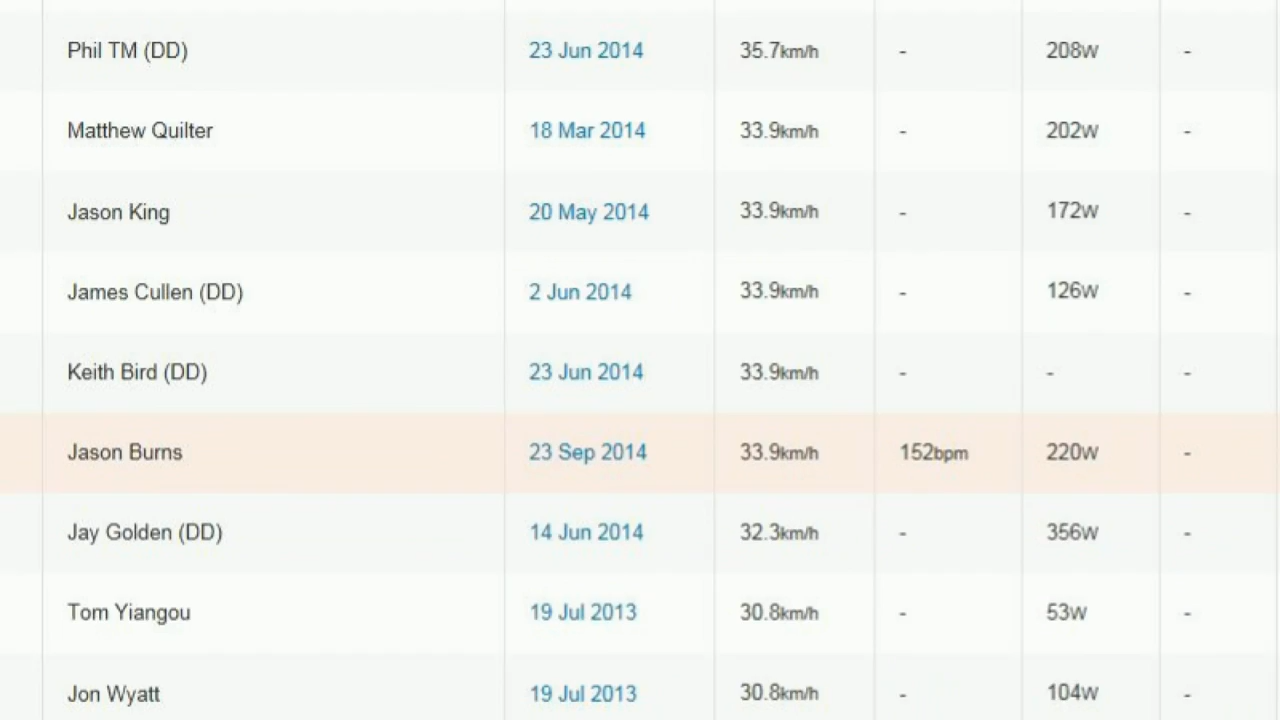 Phil TM (DD) 23 Jun 2014 35.7km/h - 208W -
Matthew Quilter 18 Mar 2014 33.9km/h - 202W -
Jason King 20 May 2014 33.9km/h - 172W -
James Cullen (DD) 2 Jun 2014 33.9km/h - 126W -
Keith Bird (DD) 23 Jun 2014 33.9km/h - - -
Jason Burns 23 Sep 2014 33.9km/h 152bpm 220W -
Jay Golden (DD) 14 Jun 2014 32.3km/h - 356W -
Tom Yiangou 19 Jul 2013 30.8km/h - 53W -
Jon Wyatt 19 Jul 2013 30.8km/h - 104W -